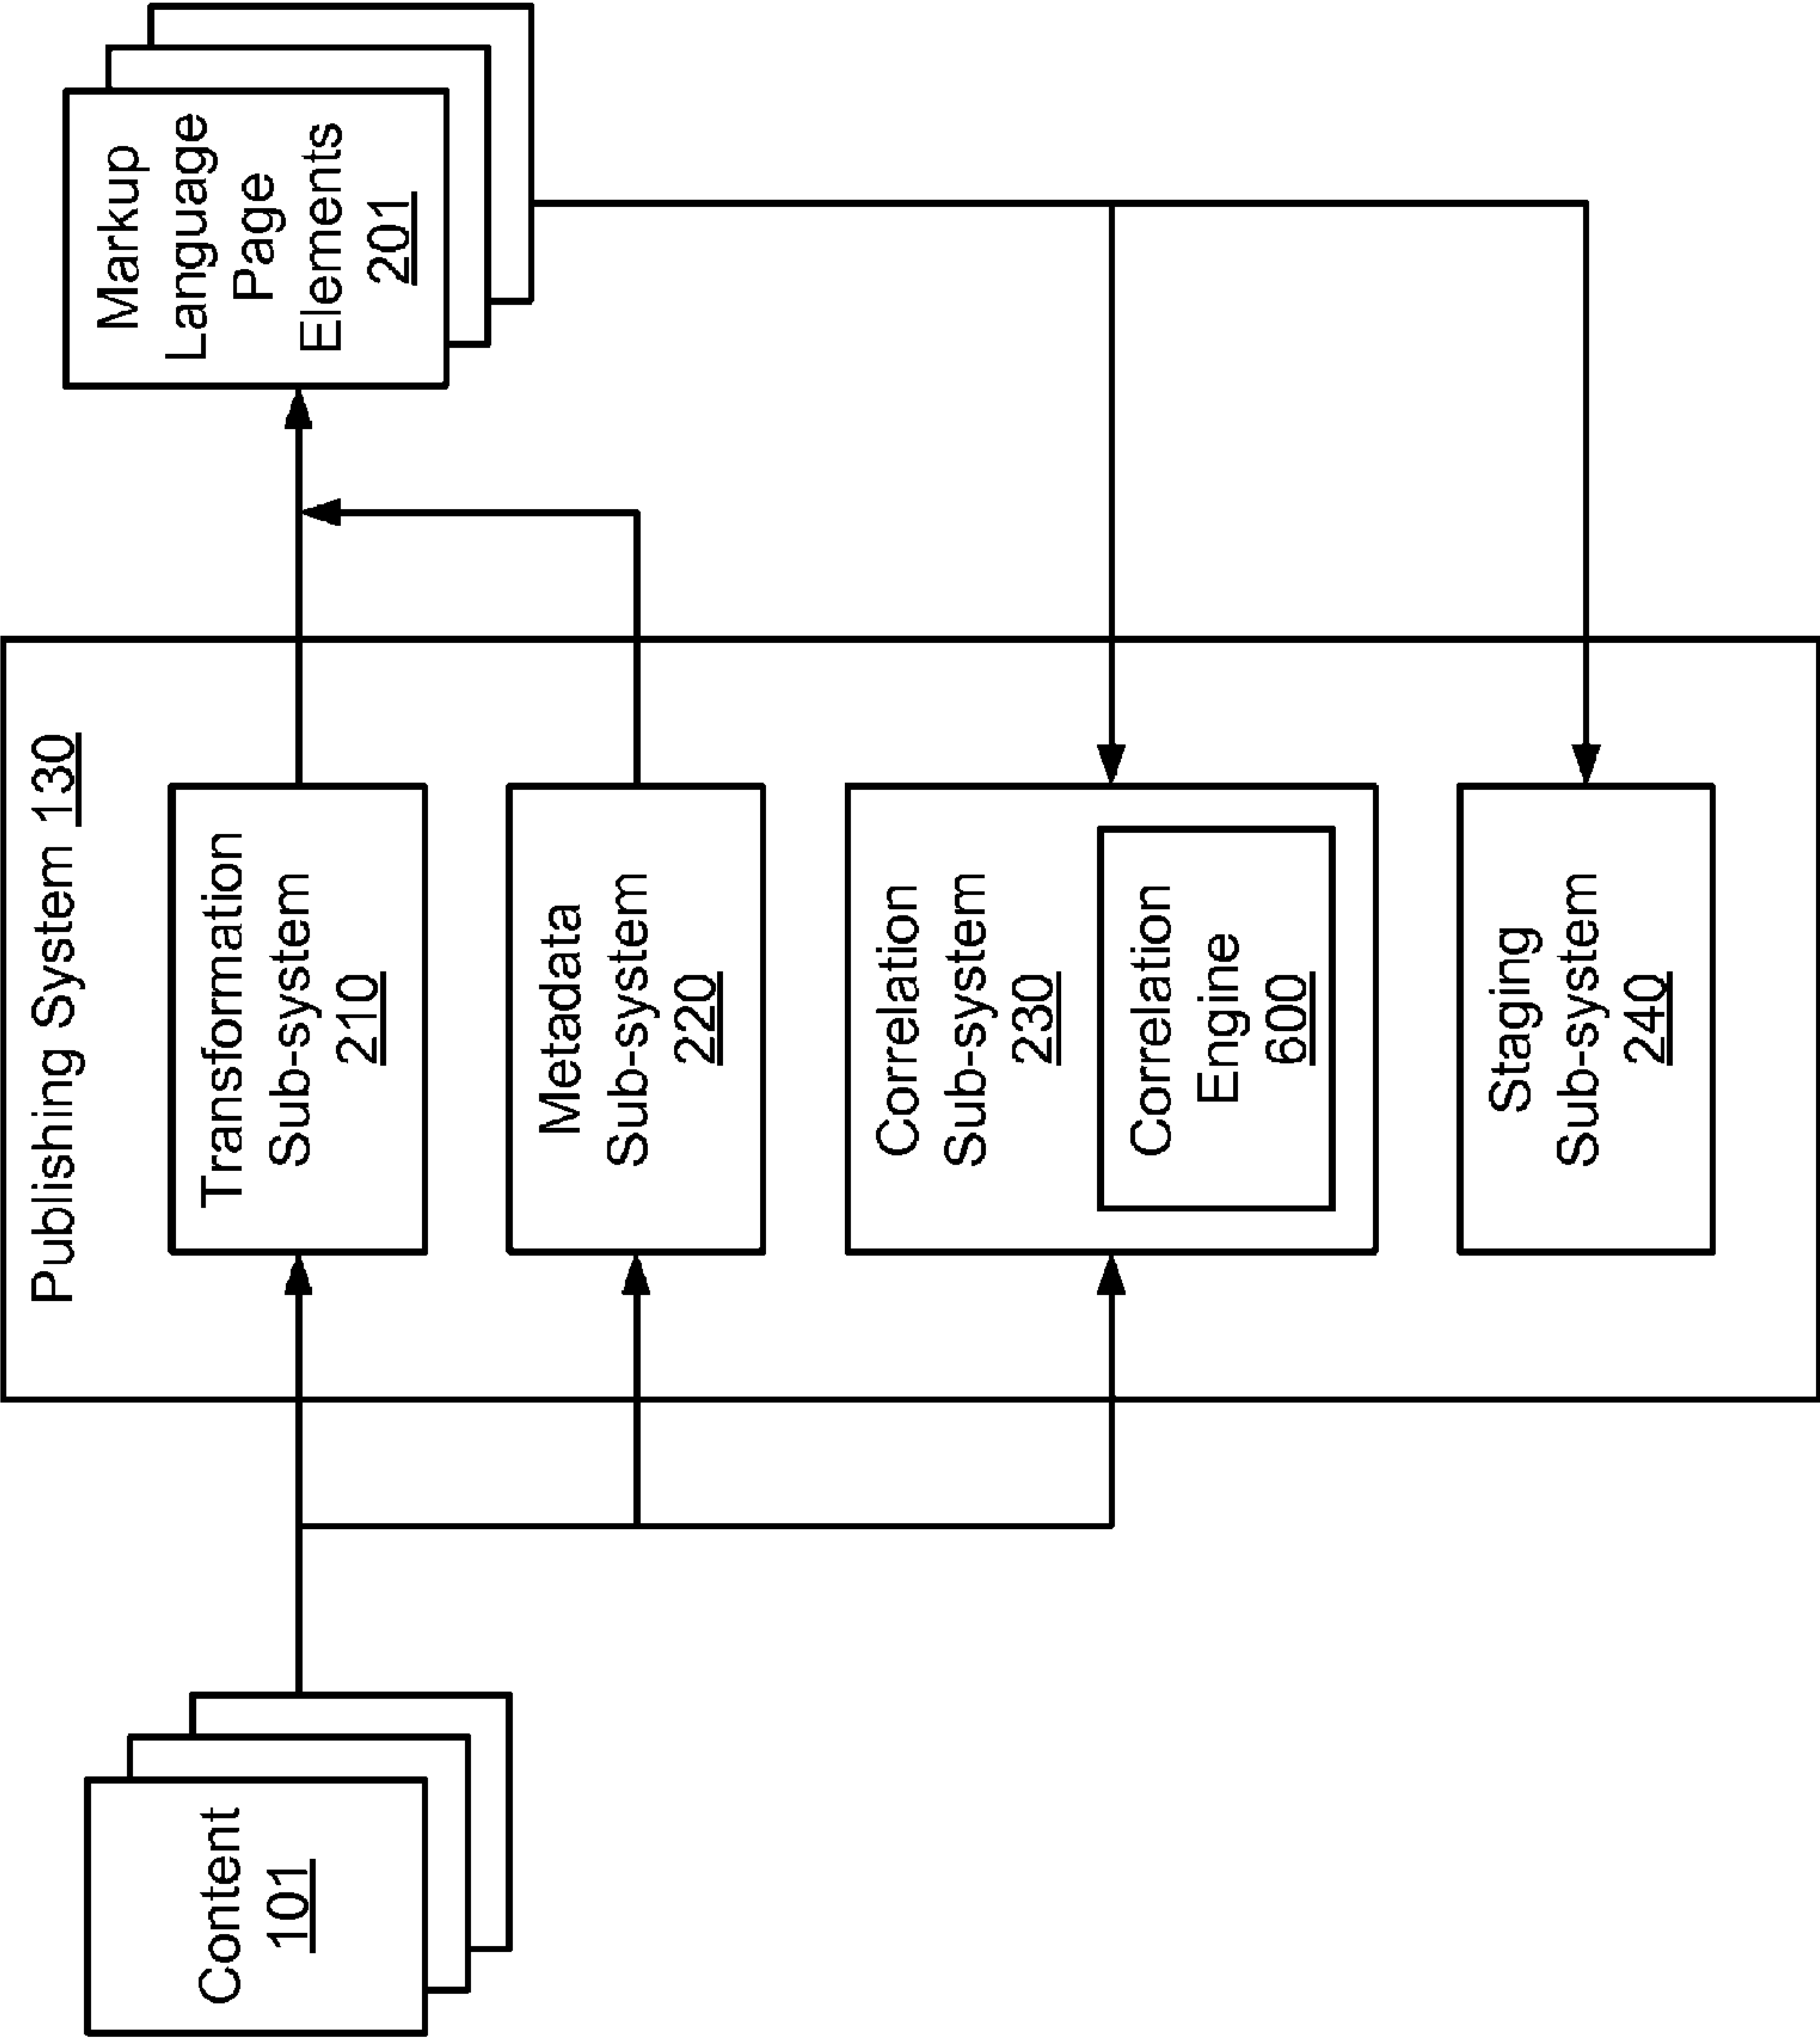 Content
101
Publishing System 130
Transformation
Sub-system
210
Metadata
Sub-system
220
Correlation
Sub-system
230
Correlation
Engine
600
Staging
Sub-system
240
Markup
Language
Page
Elements
201